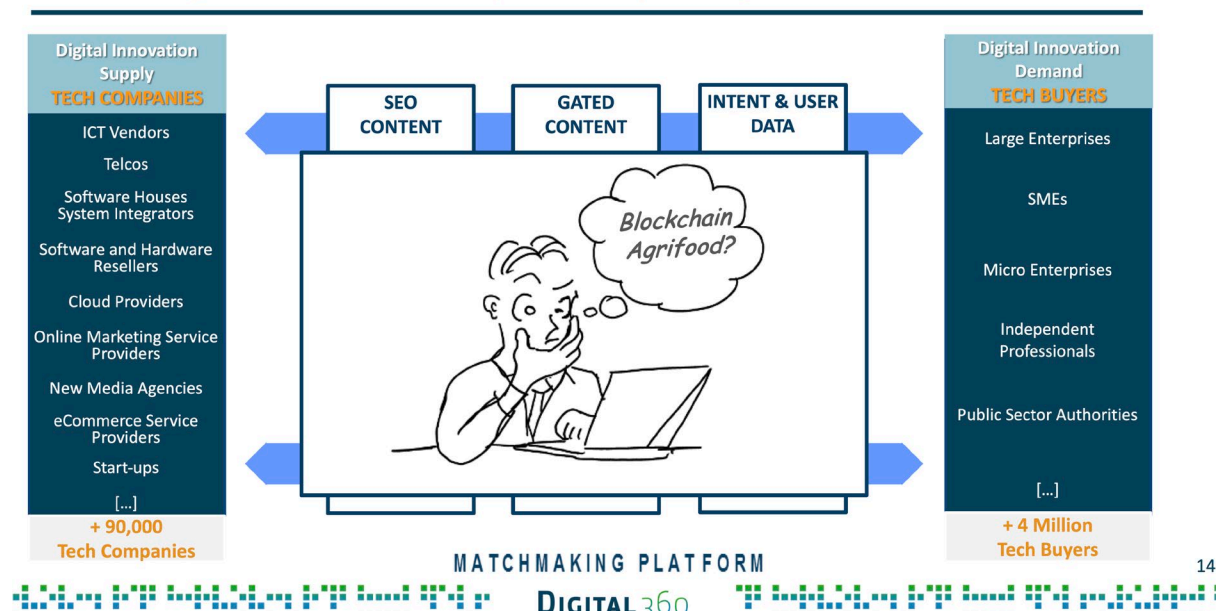 Digital Innovation
Supply
TECH COMPANIES
ICT Vendors
Telcos
Software Houses
System Integrators
Software and Hardware
Resellers
Cloud Providers
Online Marketing Service
Providers
New Media Agencies
eCommerce Service
Providers
Start-ups
[...]
+ 90,000
Tech Companies
SEO
CONTENT
GATED
CONTENT
INTENT & USER
DATA
Blockchain
Agrifood?
MATCHMAKING PLATFORM
DIGITAL360
Digital Innovation
Demand
TECH BUYERS
Large Enterprises
SMEs
Micro Enterprises
Independent
Professionals
Public Sector Authorities
[...]
+ 4 Million
Tech Buyers
14